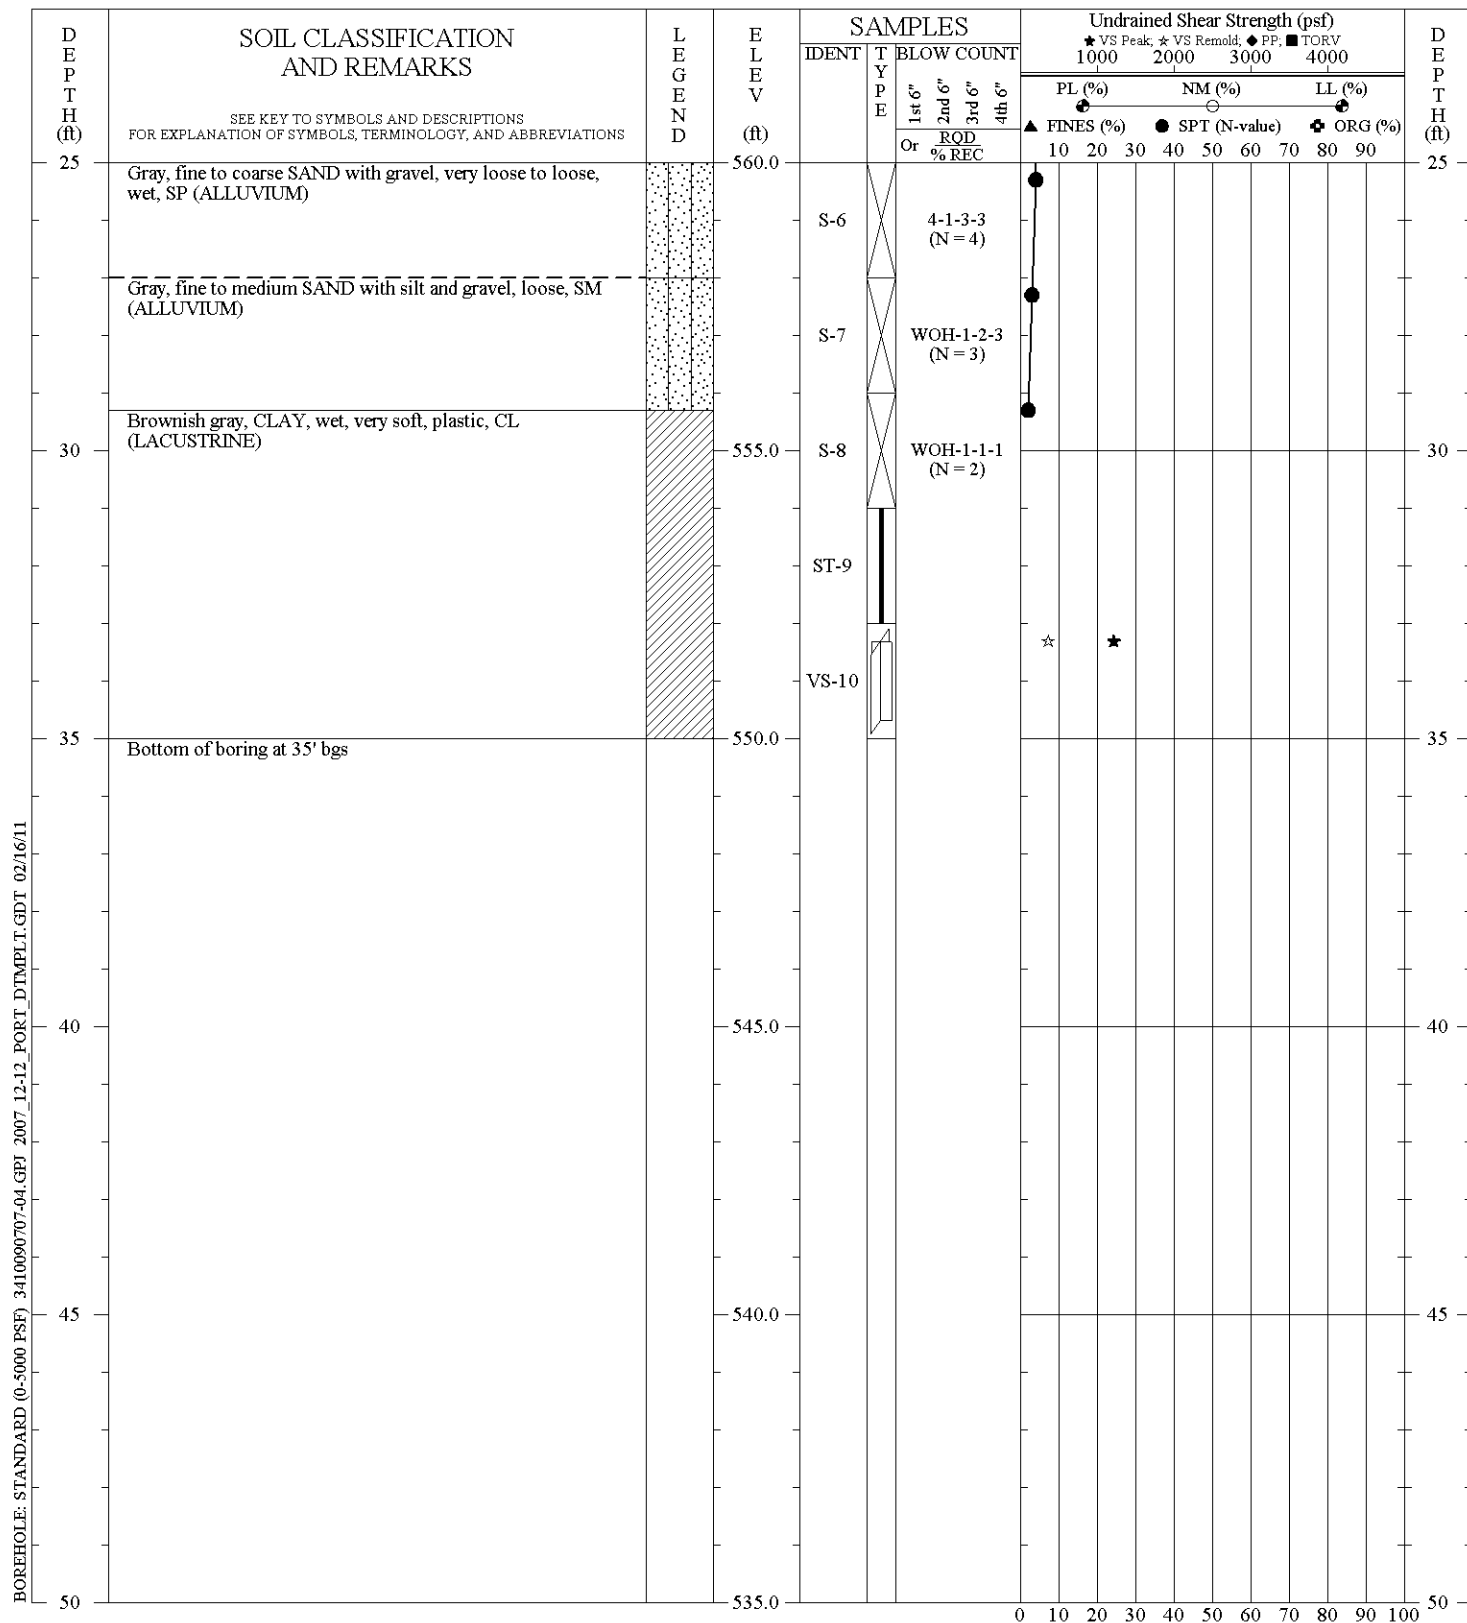 DEPTH
(ft)
SOIL CLASSIFICATION
AND REMARKS
SEE KEY TO SYMBOLS AND DESCRIPTIONS
FOR EXPLANATION OF SYMBOLS, TERMINOLOGY, AND ABBREVIATIONS
LEGEND
ELEV
(ft)
SAMPLES
IDENT
TYPE
BLOW COUNT
1st 6"
2nd 6"
3rd 6"
4th 6"
Or RQD
% REC
Undrained Shear Strength (psf)
★ VS Peak; ☆ VS Remold; ◆ PP; ■ TORV
1000 2000 3000 4000
PL (%) NM (%) LL (%)
▲ FINES (%) ● SPT (N-value) ✚ ORG (%)
10 20 30 40 50 60 70 80 90
DEPTH
(ft)
25 560.0 25
Gray, fine to coarse SAND with gravel, very loose to loose,
wet, SP (ALLUVIUM)
S-6 4-1-3-3
(N = 4)
Gray, fine to medium SAND with silt and gravel, loose, SM
(ALLUVIUM)
S-7 WOH-1-2-3
(N = 3)
Brownish gray, CLAY, wet, very soft, plastic, CL
(LACUSTRINE)
30 555.0 30
S-8 WOH-1-1-1
(N = 2)
ST-9
VS-10
35 550.0 35
Bottom of boring at 35' bgs
40 545.0 40
45 540.0 45
50 535.0 50
0 10 20 30 40 50 60 70 80 90 100
BOREHOLE: STANDARD (0-5000 PSF) 3410090707-04.GPJ 2007_12-12_PORT_DTMPLT.GDT 02/16/11